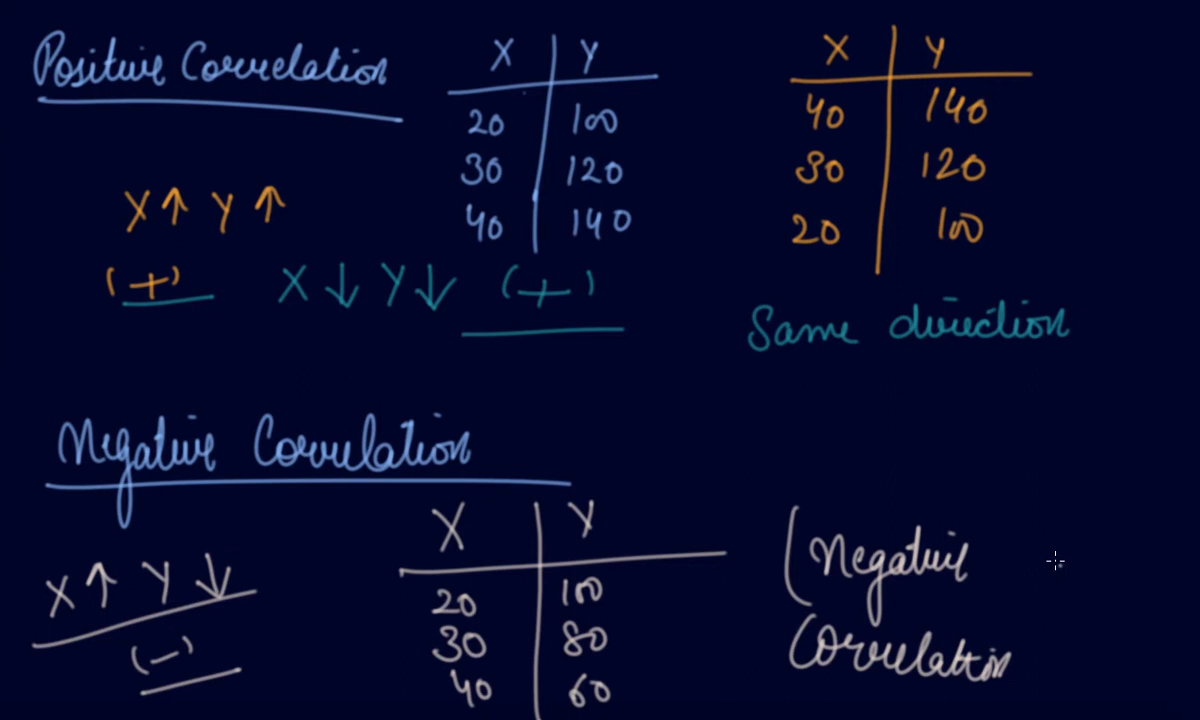 Positive Correlation
X Y
20 100
30 120
40 140
X Y
40 140
30 120
20 100
X ↑ Y ↑
(+)
X ↓ Y ↓ (+)
Same direction
Negative Correlation
X ↑ Y ↓
(-)
X Y
20 100
30 80
40 60
(Negative
Correlation